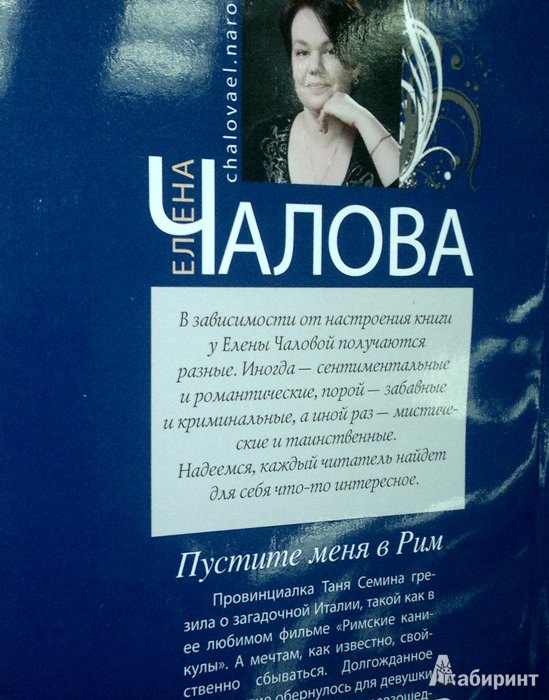 chalovael.naro
ЕЛЕНА
ЧАЛОВА
В зависимости от настроения книги
у Елены Чаловой получаются
разные. Иногда — сентиментальные
и романтические, порой — забавные
и криминальные, а иной раз — мистиче-
ские и таинственные.
Надеемся, каждый читатель найдет
для себя что-то интересное.
Пустите меня в Рим
Провинциалка Таня Семина гре-
зила о загадочной Италии, такой как в
ее любимом фильме «Римские кани-
кулы». А мечтам, как известно, свой-
ственно сбываться. Долгожданное
обернулось для девушки
Лабиринт